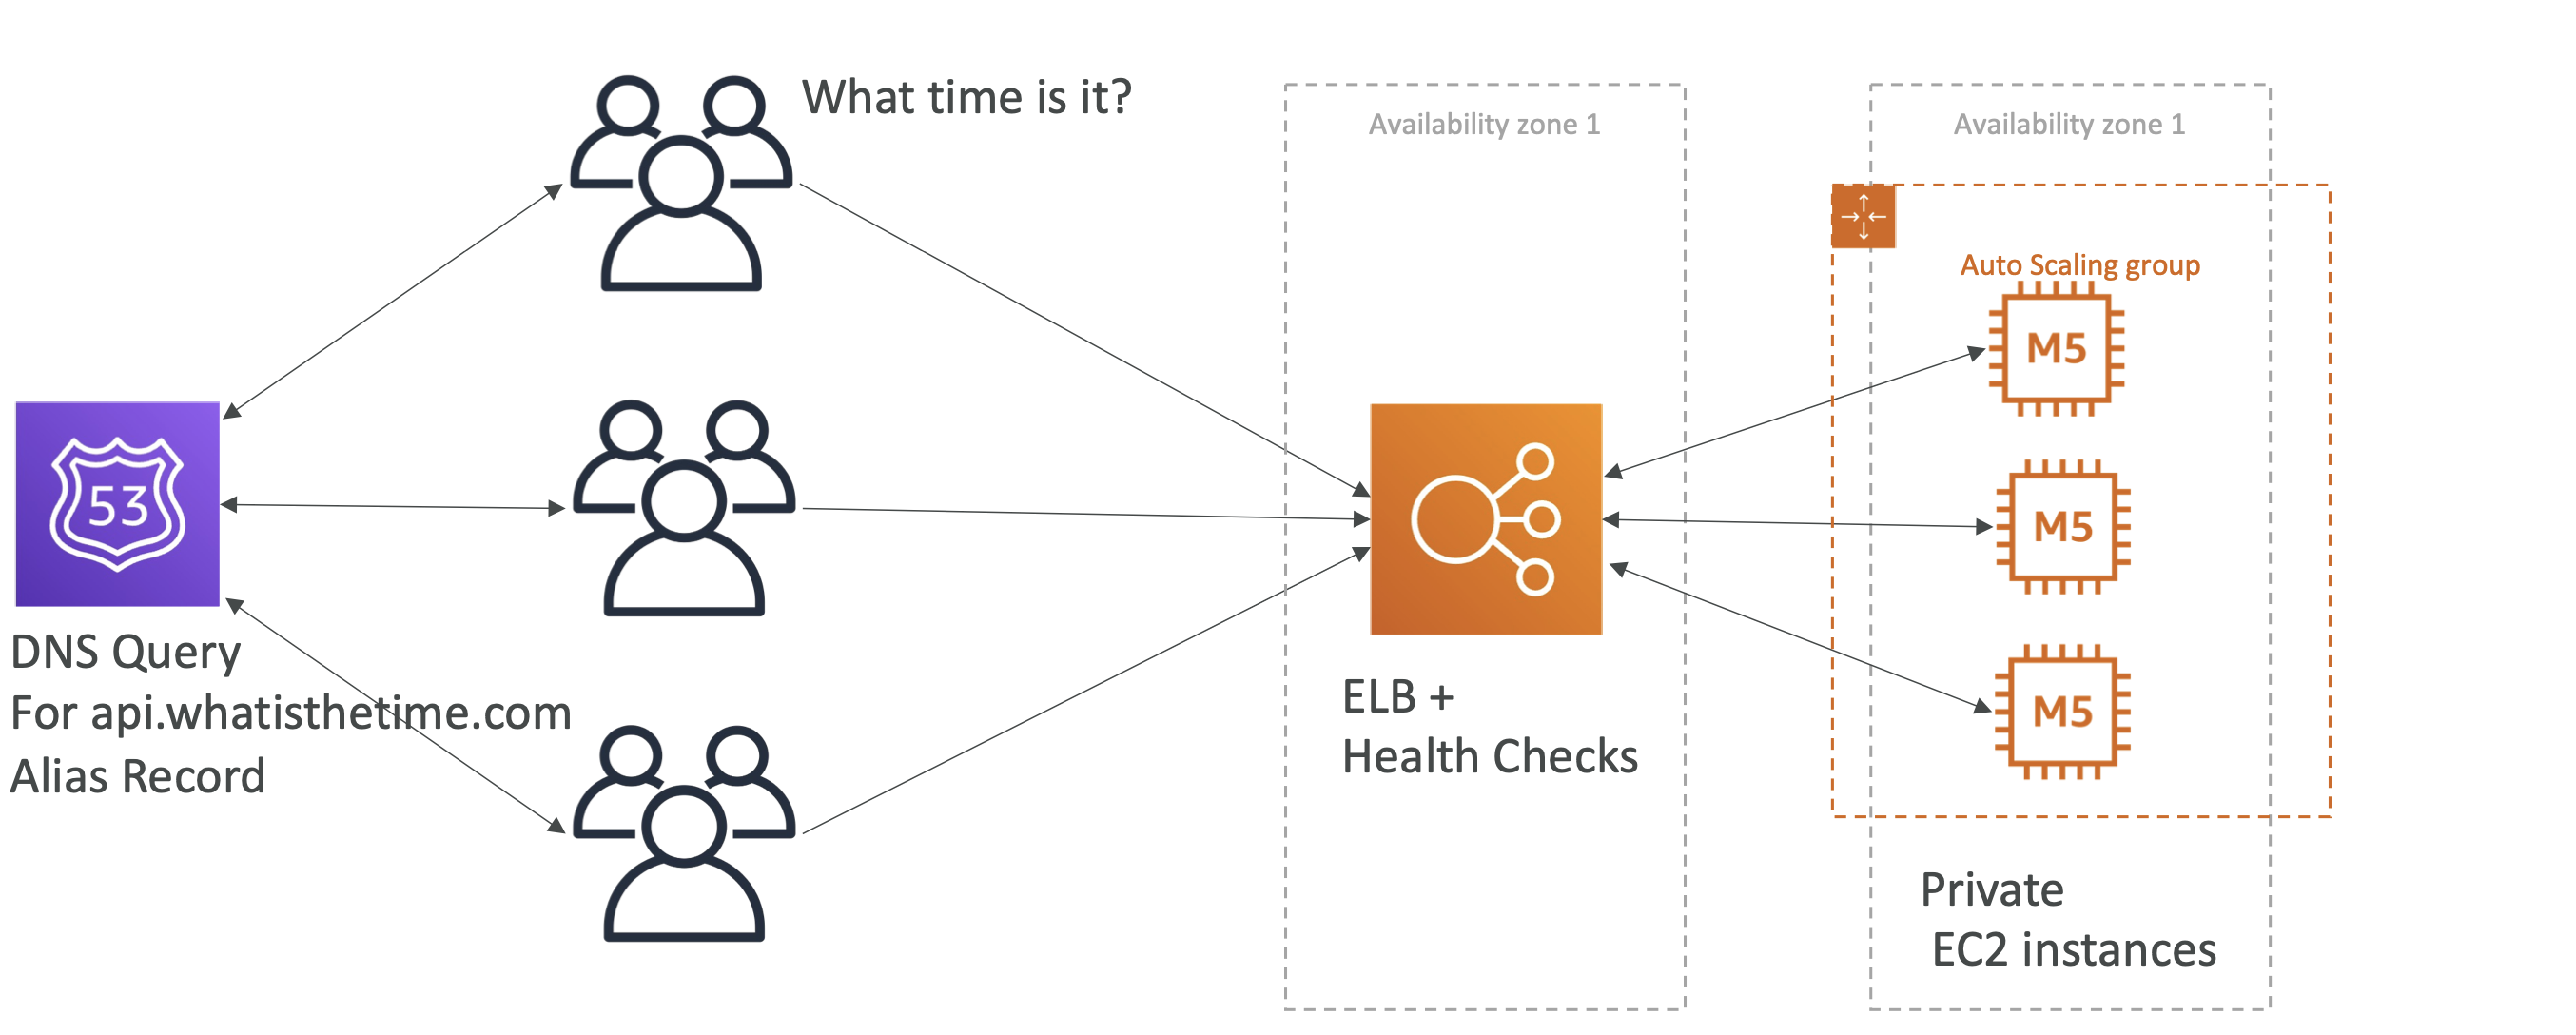 What time is it?
Availability zone 1
Availability zone 1
Auto Scaling group
M5
53
M5
DNS Query
For api.whatisthetime.com
Alias Record
ELB +
Health Checks
M5
Private
EC2 instances